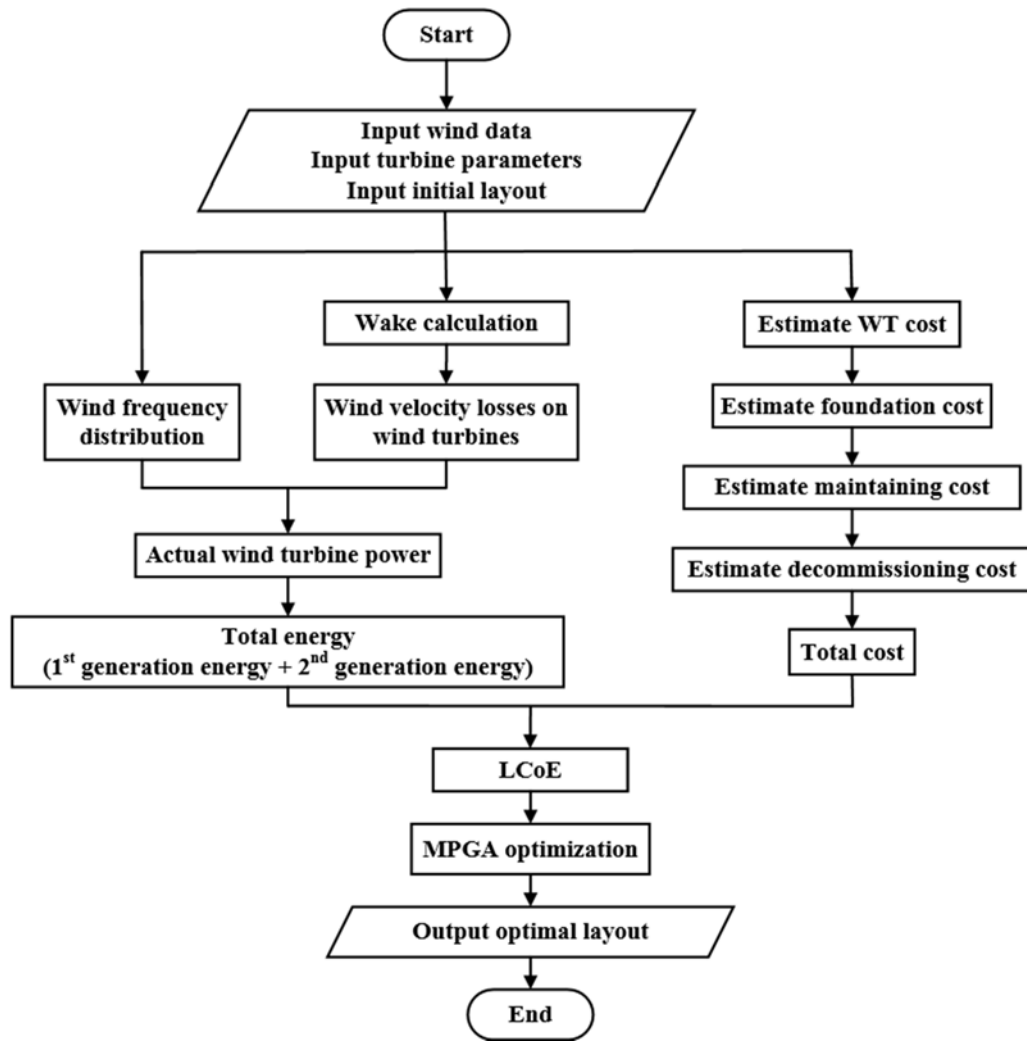 Start
Input wind data
Input turbine parameters
Input initial layout
Wake calculation
Estimate WT cost
Wind frequency
distribution
Wind velocity losses on
wind turbines
Estimate foundation cost
Estimate maintaining cost
Actual wind turbine power
Estimate decommissioning cost
Total energy
(1st generation energy + 2nd generation energy)
Total cost
LCoE
MPGA optimization
Output optimal layout
End